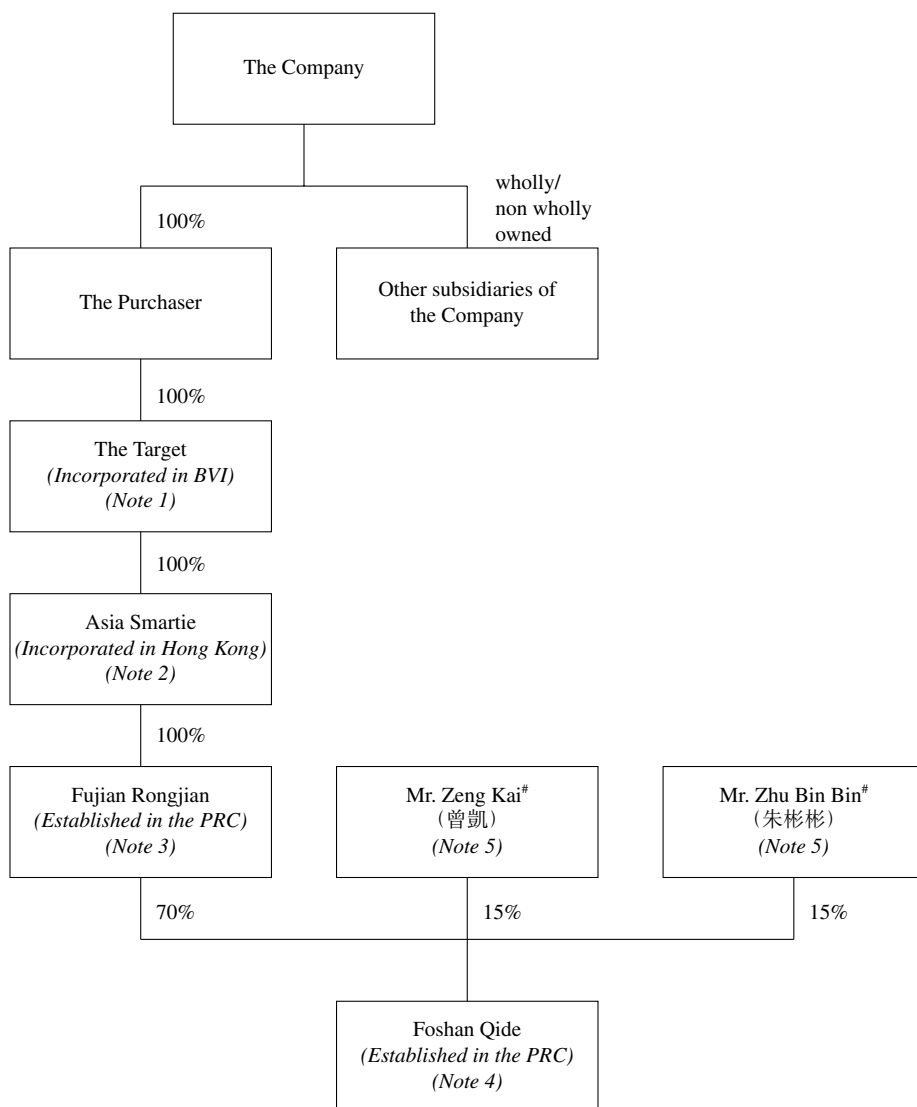 The Company
100%
wholly/
non wholly
owned
The Purchaser
Other subsidiaries of
the Company
100%
The Target
(Incorporated in BVI)
(Note 1)
100%
Asia Smartie
(Incorporated in Hong Kong)
(Note 2)
100%
Fujian Rongjian
(Established in the PRC)
(Note 3)
Mr. Zeng Kai#
(曾凱)
(Note 5)
Mr. Zhu Bin Bin#
(朱彬彬)
(Note 5)
70%
15%
15%
Foshan Qide
(Established in the PRC)
(Note 4)